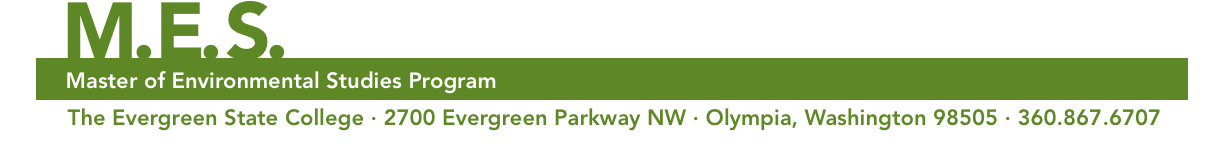 M.E.S.
Master of Environmental Studies Program
The Evergreen State College · 2700 Evergreen Parkway NW · Olympia, Washington 98505 · 360.867.6707